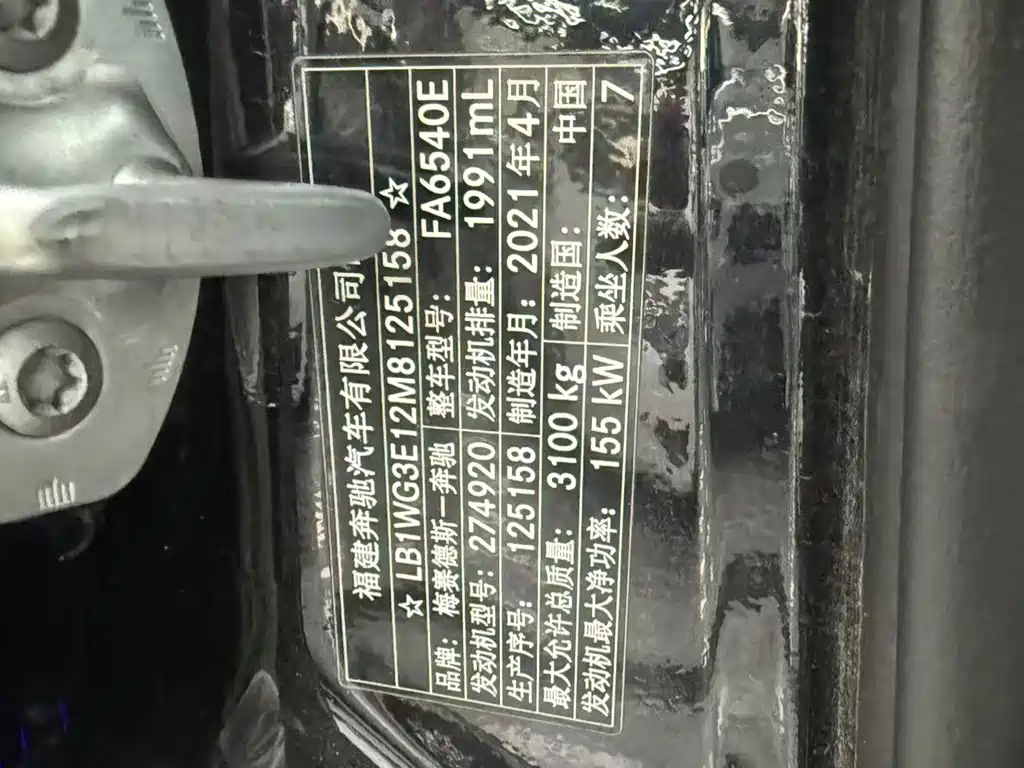 福建奔驰汽车有限公司
☆ LB1WG3E12M8125158 ☆
品牌：梅赛德斯一奔驰 整车型号： FA6540E
发动机型号：274920 发动机排量： 1991mL
生产序号：125158 制造年月：2021年4月
最大允许总质量： 3100 kg 制造国： 中国
发动机最大净功率： 155 kW 乘坐人数： 7